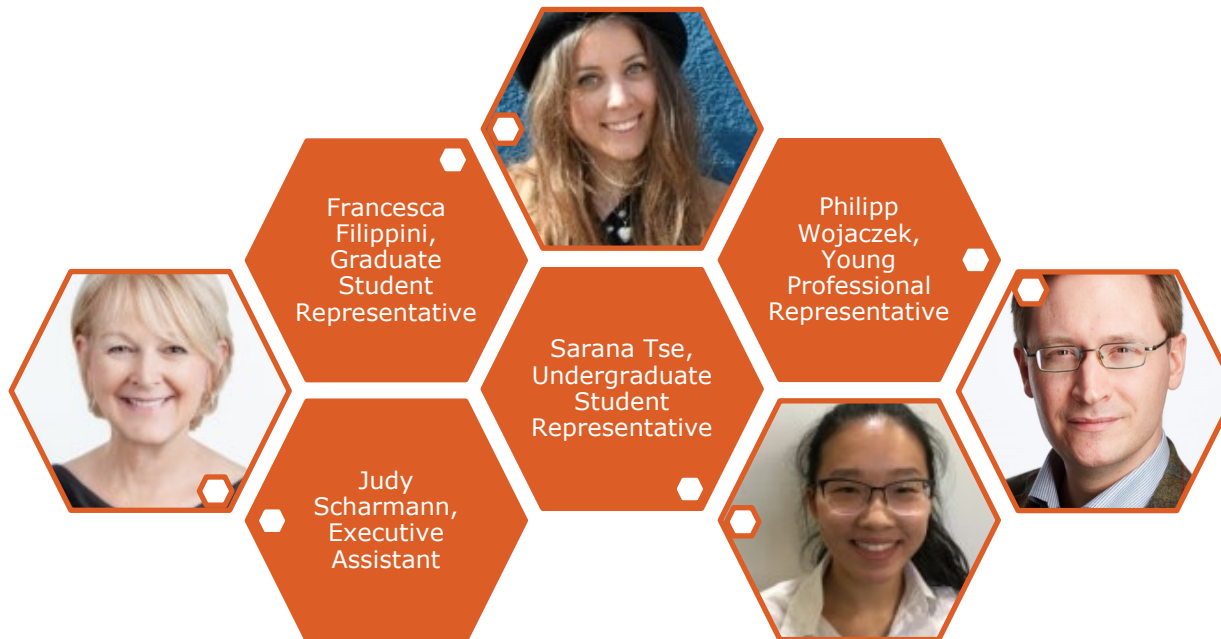 Francesca
Filippini,
Graduate
Student
Representative
Philipp
Wojaczek,
Young
Professional
Representative
Sarana Tse,
Undergraduate
Student
Representative
Judy
Scharmann,
Executive
Assistant